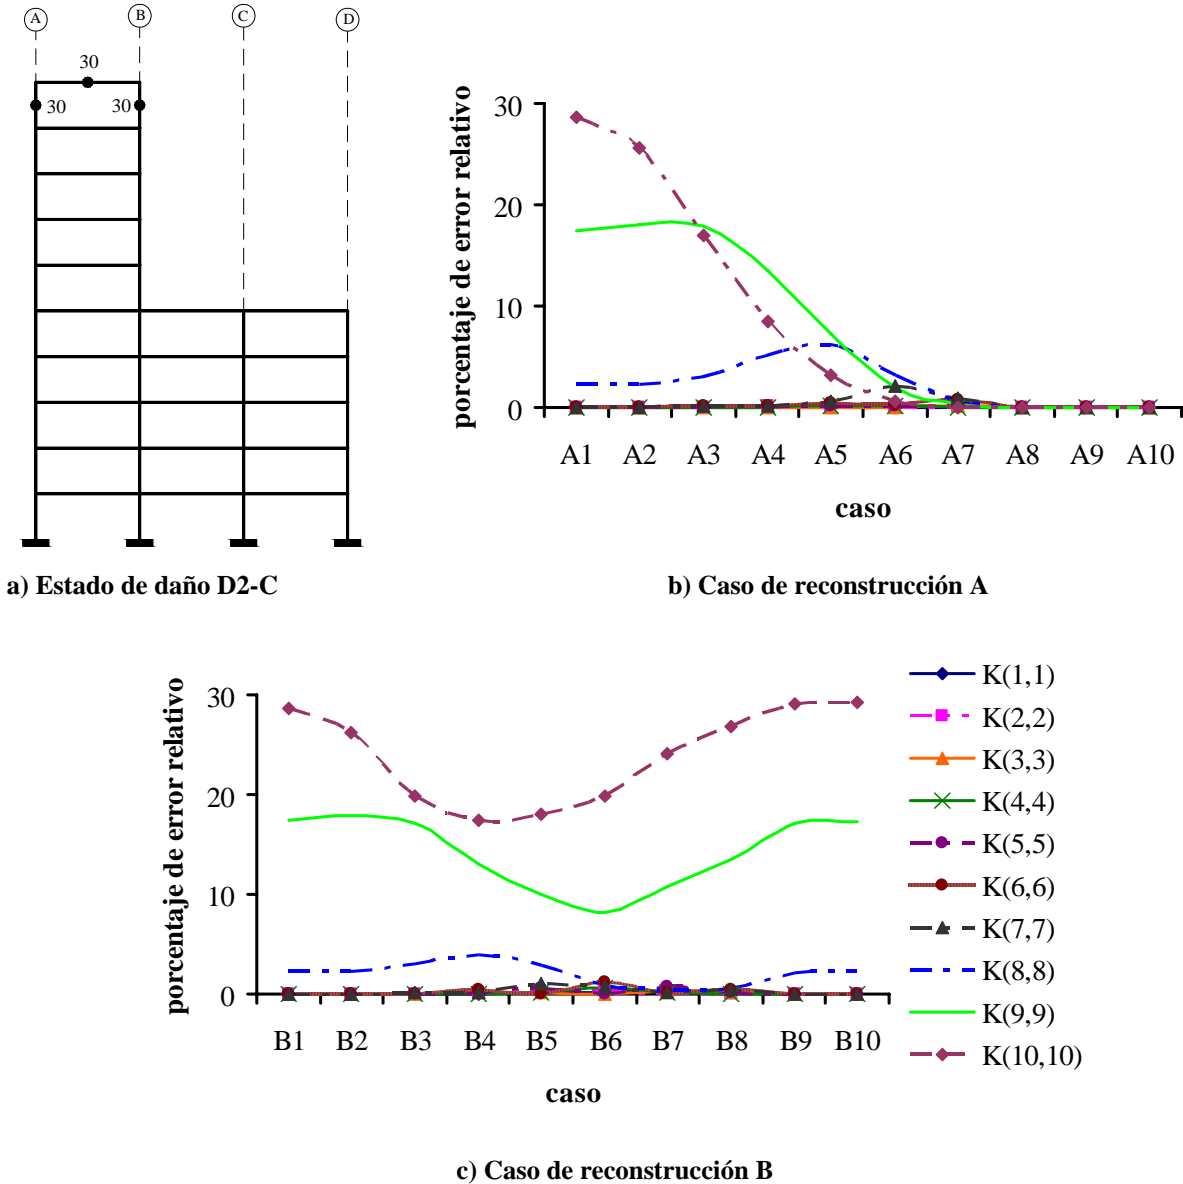 A B C D
30
30 30
a) Estado de daño D2-C
porcentaje de error relativo
30
20
10
0
A1 A2 A3 A4 A5 A6 A7 A8 A9 A10
caso
b) Caso de reconstrucción A
porcentaje de error relativo
30
20
10
0
B1 B2 B3 B4 B5 B6 B7 B8 B9 B10
caso
K(1,1)
K(2,2)
K(3,3)
K(4,4)
K(5,5)
K(6,6)
K(7,7)
K(8,8)
K(9,9)
K(10,10)
c) Caso de reconstrucción B